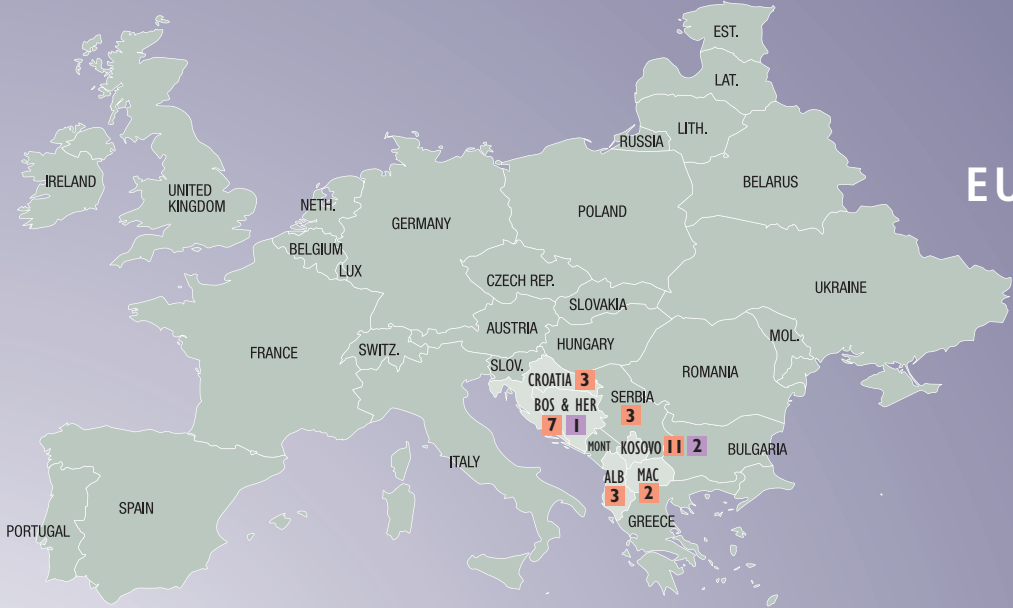 EST.
LAT.
LITH.
RUSSIA
BELARUS
IRELAND
UNITED
KINGDOM
NETH.
EU
POLAND
GERMANY
BELGIUM
LUX
CZECH REP.
UKRAINE
SLOVAKIA
AUSTRIA
MOL.
HUNGARY
FRANCE
SWITZ.
SLOV.
ROMANIA
CROATIA 3
SERBIA
3
BOS & HER
7 1
MONT
KOSOVO 11 2
BULGARIA
ITALY
ALB
3
MAC
2
SPAIN
GREECE
PORTUGAL